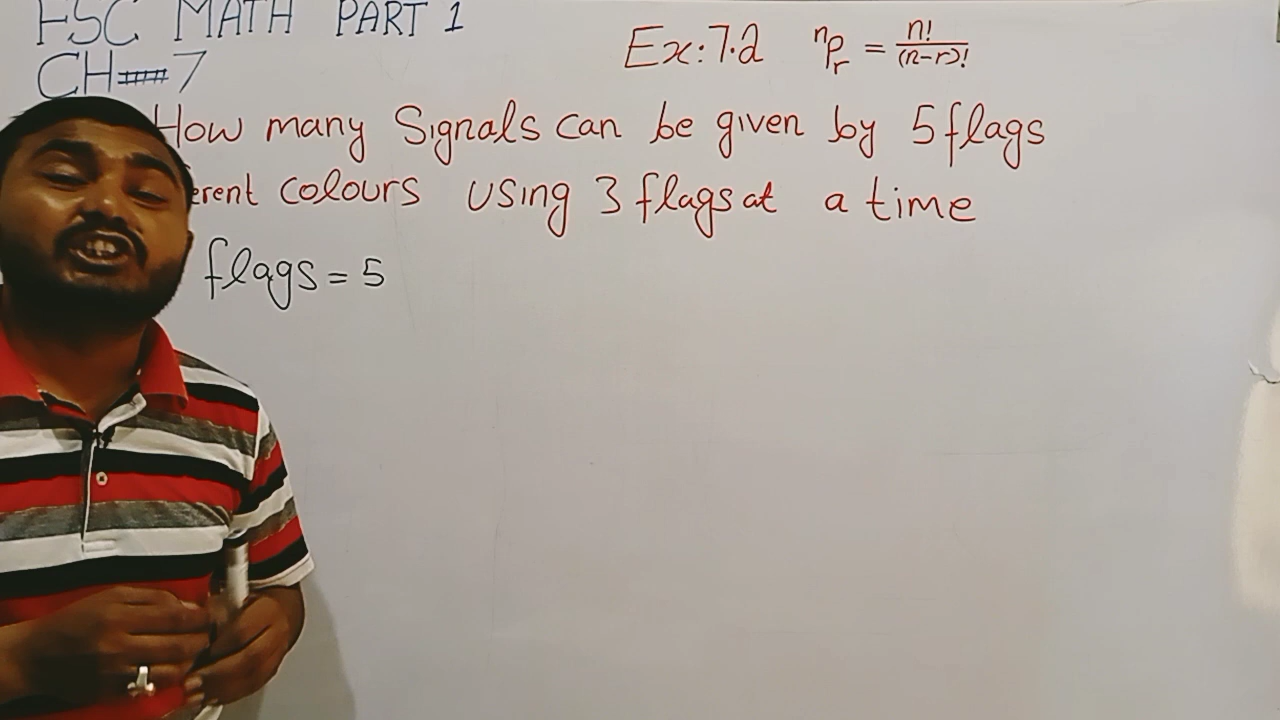 FSC MATH PART 1
CH 7
Ex: 7.2 nPr = n!/(n-r)!
How many Signals can be given by 5 flags
erent colours using 3 flags at a time
flags = 5